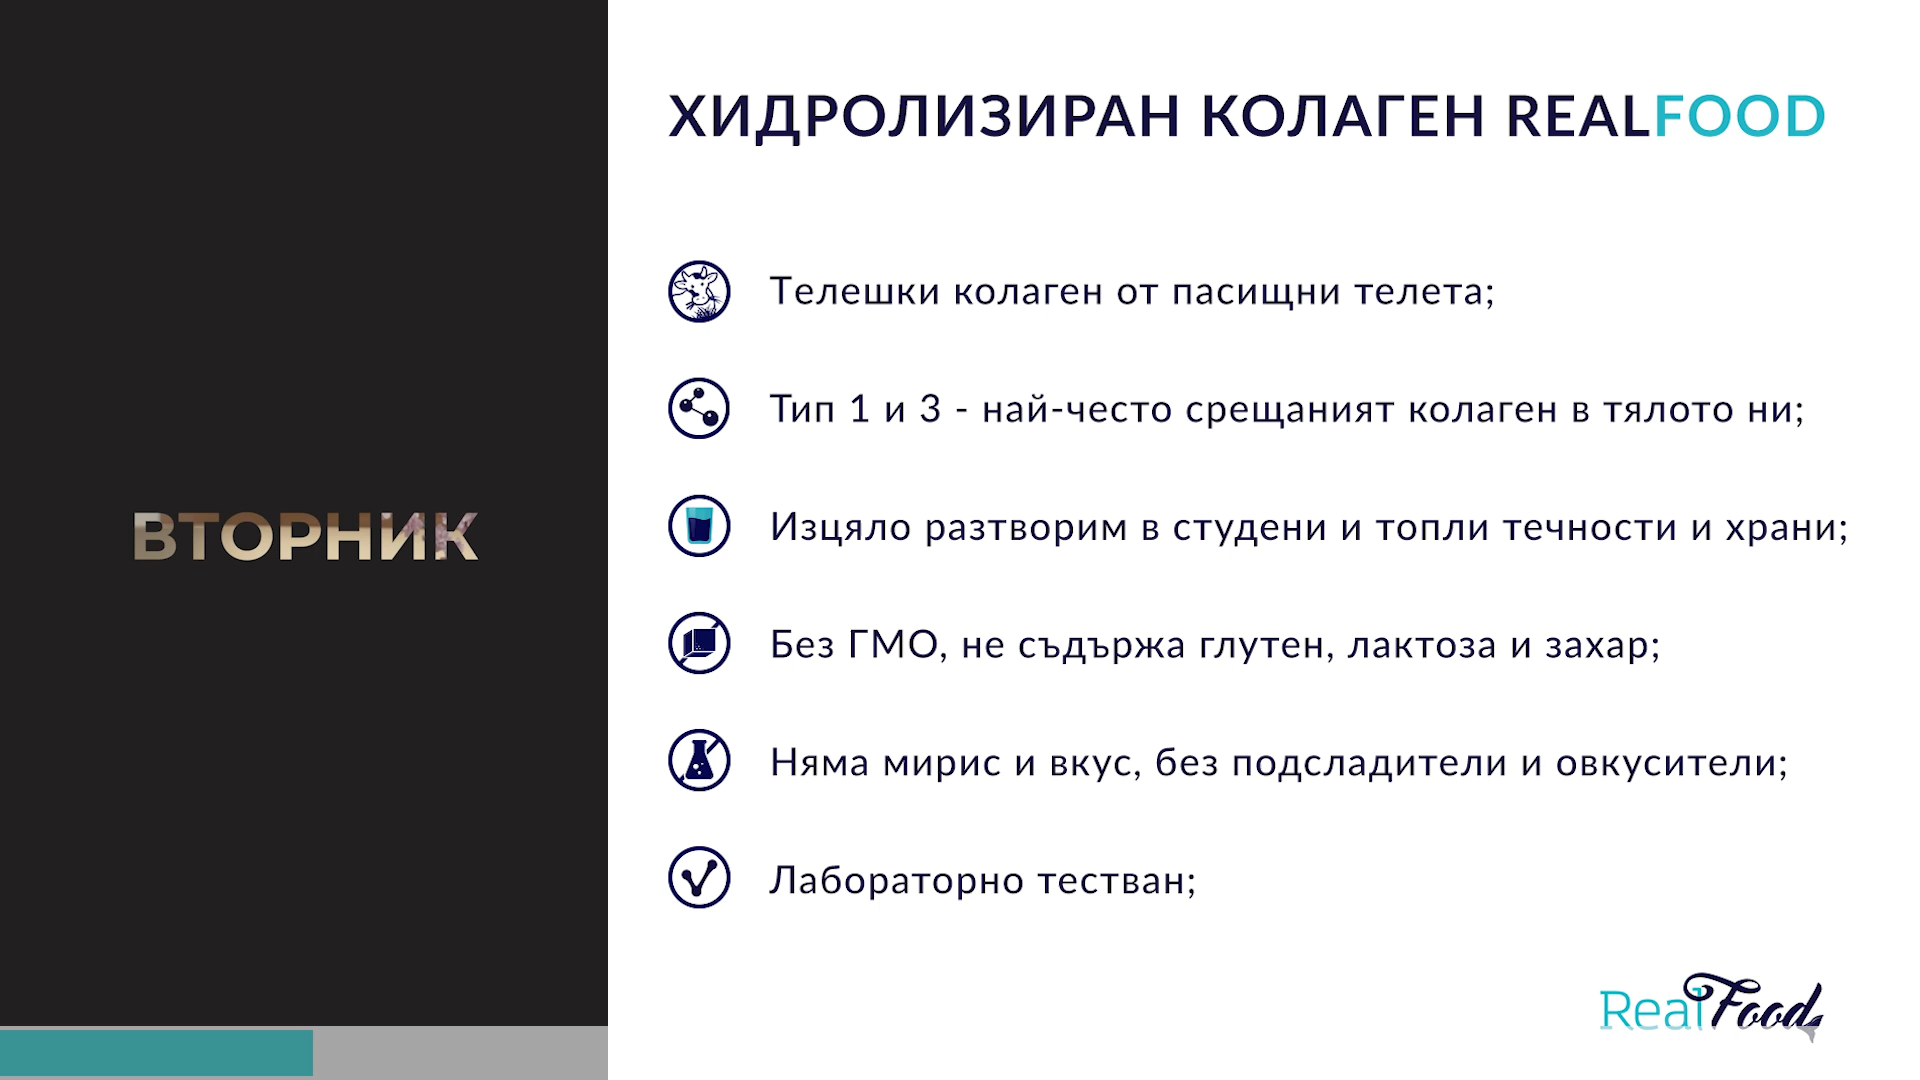 ВТОРНИК
ХИДРОЛИЗИРАН КОЛАГЕН REALFOOD
Телешки колаген от пасищни телета;
Тип 1 и 3 - най-често срещаният колаген в тялото ни;
Изцяло разтворим в студени и топли течности и храни;
Без ГМО, не съдържа глутен, лактоза и захар;
Няма мирис и вкус, без подсладители и овкусители;
Лабораторно тестван;
RealFood